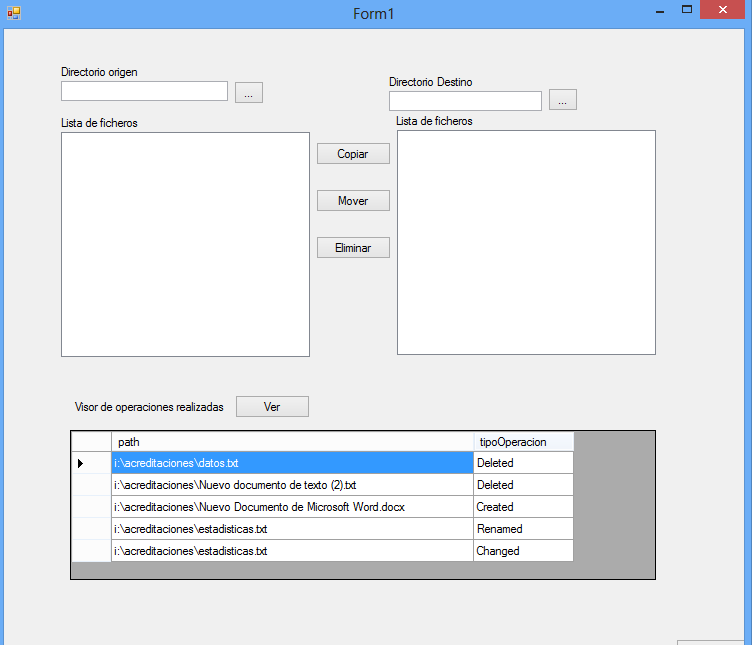 Form1
Directorio origen
...
Directorio Destino
...
Lista de ficheros
Lista de ficheros
Copiar
Mover
Eliminar
Visor de operaciones realizadas
Ver
path tipoOperacion
i:\acreditaciones\datos.txt Deleted
i:\acreditaciones\Nuevo documento de texto (2).txt Deleted
i:\acreditaciones\Nuevo Documento de Microsoft Word.docx Created
i:\acreditaciones\estadisticas.txt Renamed
i:\acreditaciones\estadisticas.txt Changed